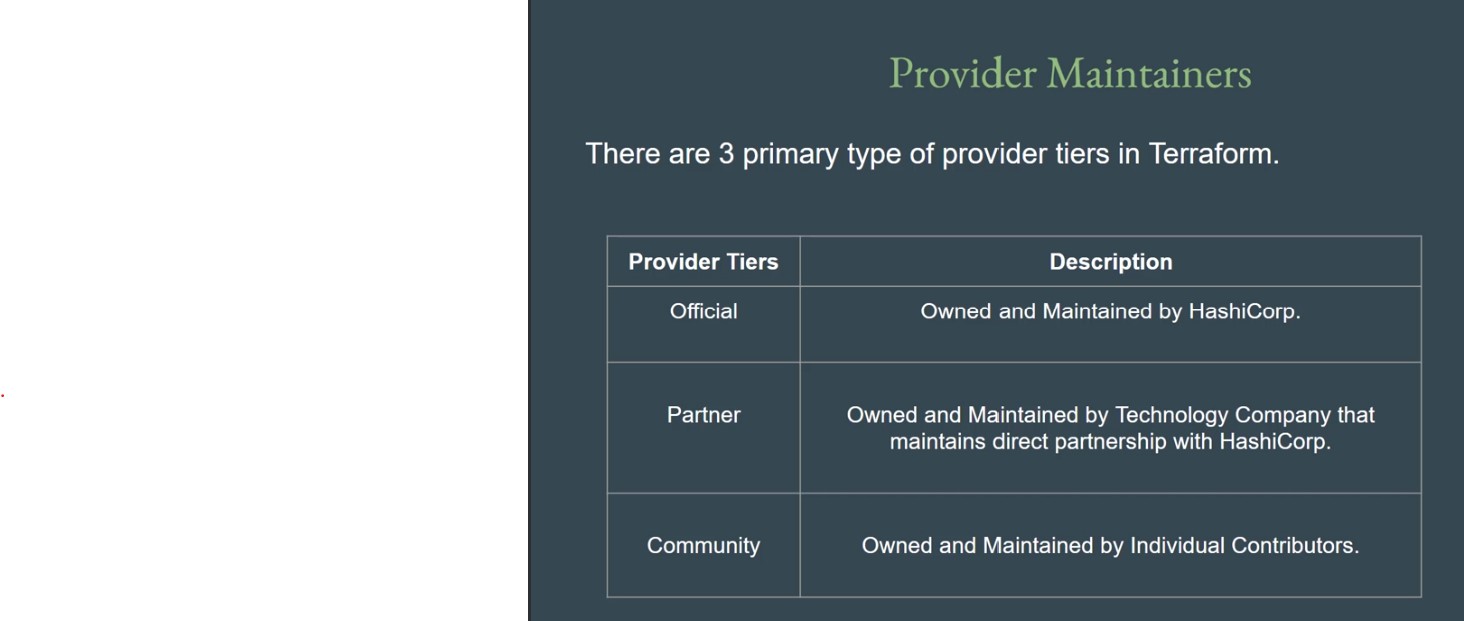 Provider Maintainers
There are 3 primary type of provider tiers in Terraform.
Provider Tiers
Description
Official
Owned and Maintained by HashiCorp.
Partner
Owned and Maintained by Technology Company that
maintains direct partnership with HashiCorp.
Community
Owned and Maintained by Individual Contributors.